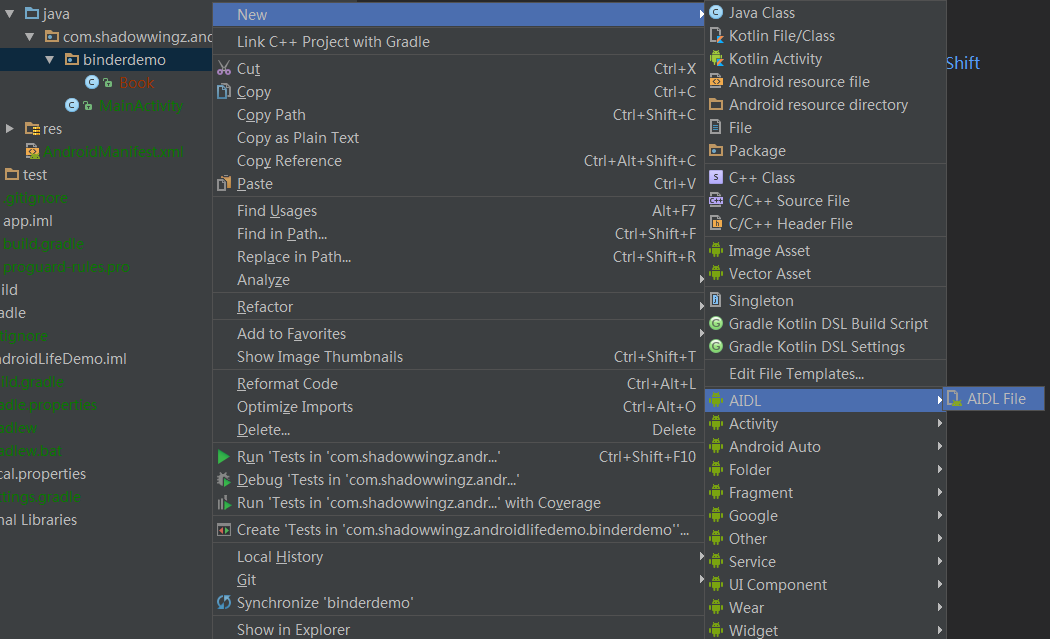 java
com.shadowwingz.and
binderdemo
Book
MainActivity
res
AndroidManifest.xml
test
.gitignore
app.iml
build.gradle
proguard-rules.pro
ild
adle
tignore
ndroidLifeDemo.iml
ild.gradle
adle.properties
adlew
adlew.bat
cal.properties
ttings.gradle
nal Libraries
New
Link C++ Project with Gradle
Cut Ctrl+X
Copy Ctrl+C
Copy Path Ctrl+Shift+C
Copy as Plain Text
Copy Reference Ctrl+Alt+Shift+C
Paste Ctrl+V
Find Usages Alt+F7
Find in Path... Ctrl+Shift+F
Replace in Path... Ctrl+Shift+R
Analyze
Refactor
Add to Favorites
Show Image Thumbnails Ctrl+Shift+T
Reformat Code Ctrl+Alt+L
Optimize Imports Ctrl+Alt+O
Delete... Delete
Run 'Tests in 'com.shadowwingz.andr...' Ctrl+Shift+F10
Debug 'Tests in 'com.shadowwingz.andr...'
Run 'Tests in 'com.shadowwingz.andr...' with Coverage
Create 'Tests in 'com.shadowwingz.androidlifedemo.binderdemo''...
Local History
Git
Synchronize 'binderdemo'
Show in Explorer
Java Class
Kotlin File/Class
Kotlin Activity
Android resource file
Android resource directory
File
Package
C++ Class
C/C++ Source File
C/C++ Header File
Image Asset
Vector Asset
Singleton
Gradle Kotlin DSL Build Script
Gradle Kotlin DSL Settings
Edit File Templates...
AIDL
Activity
Android Auto
Folder
Fragment
Google
Other
Service
UI Component
Wear
Widget
Shift
AIDL File